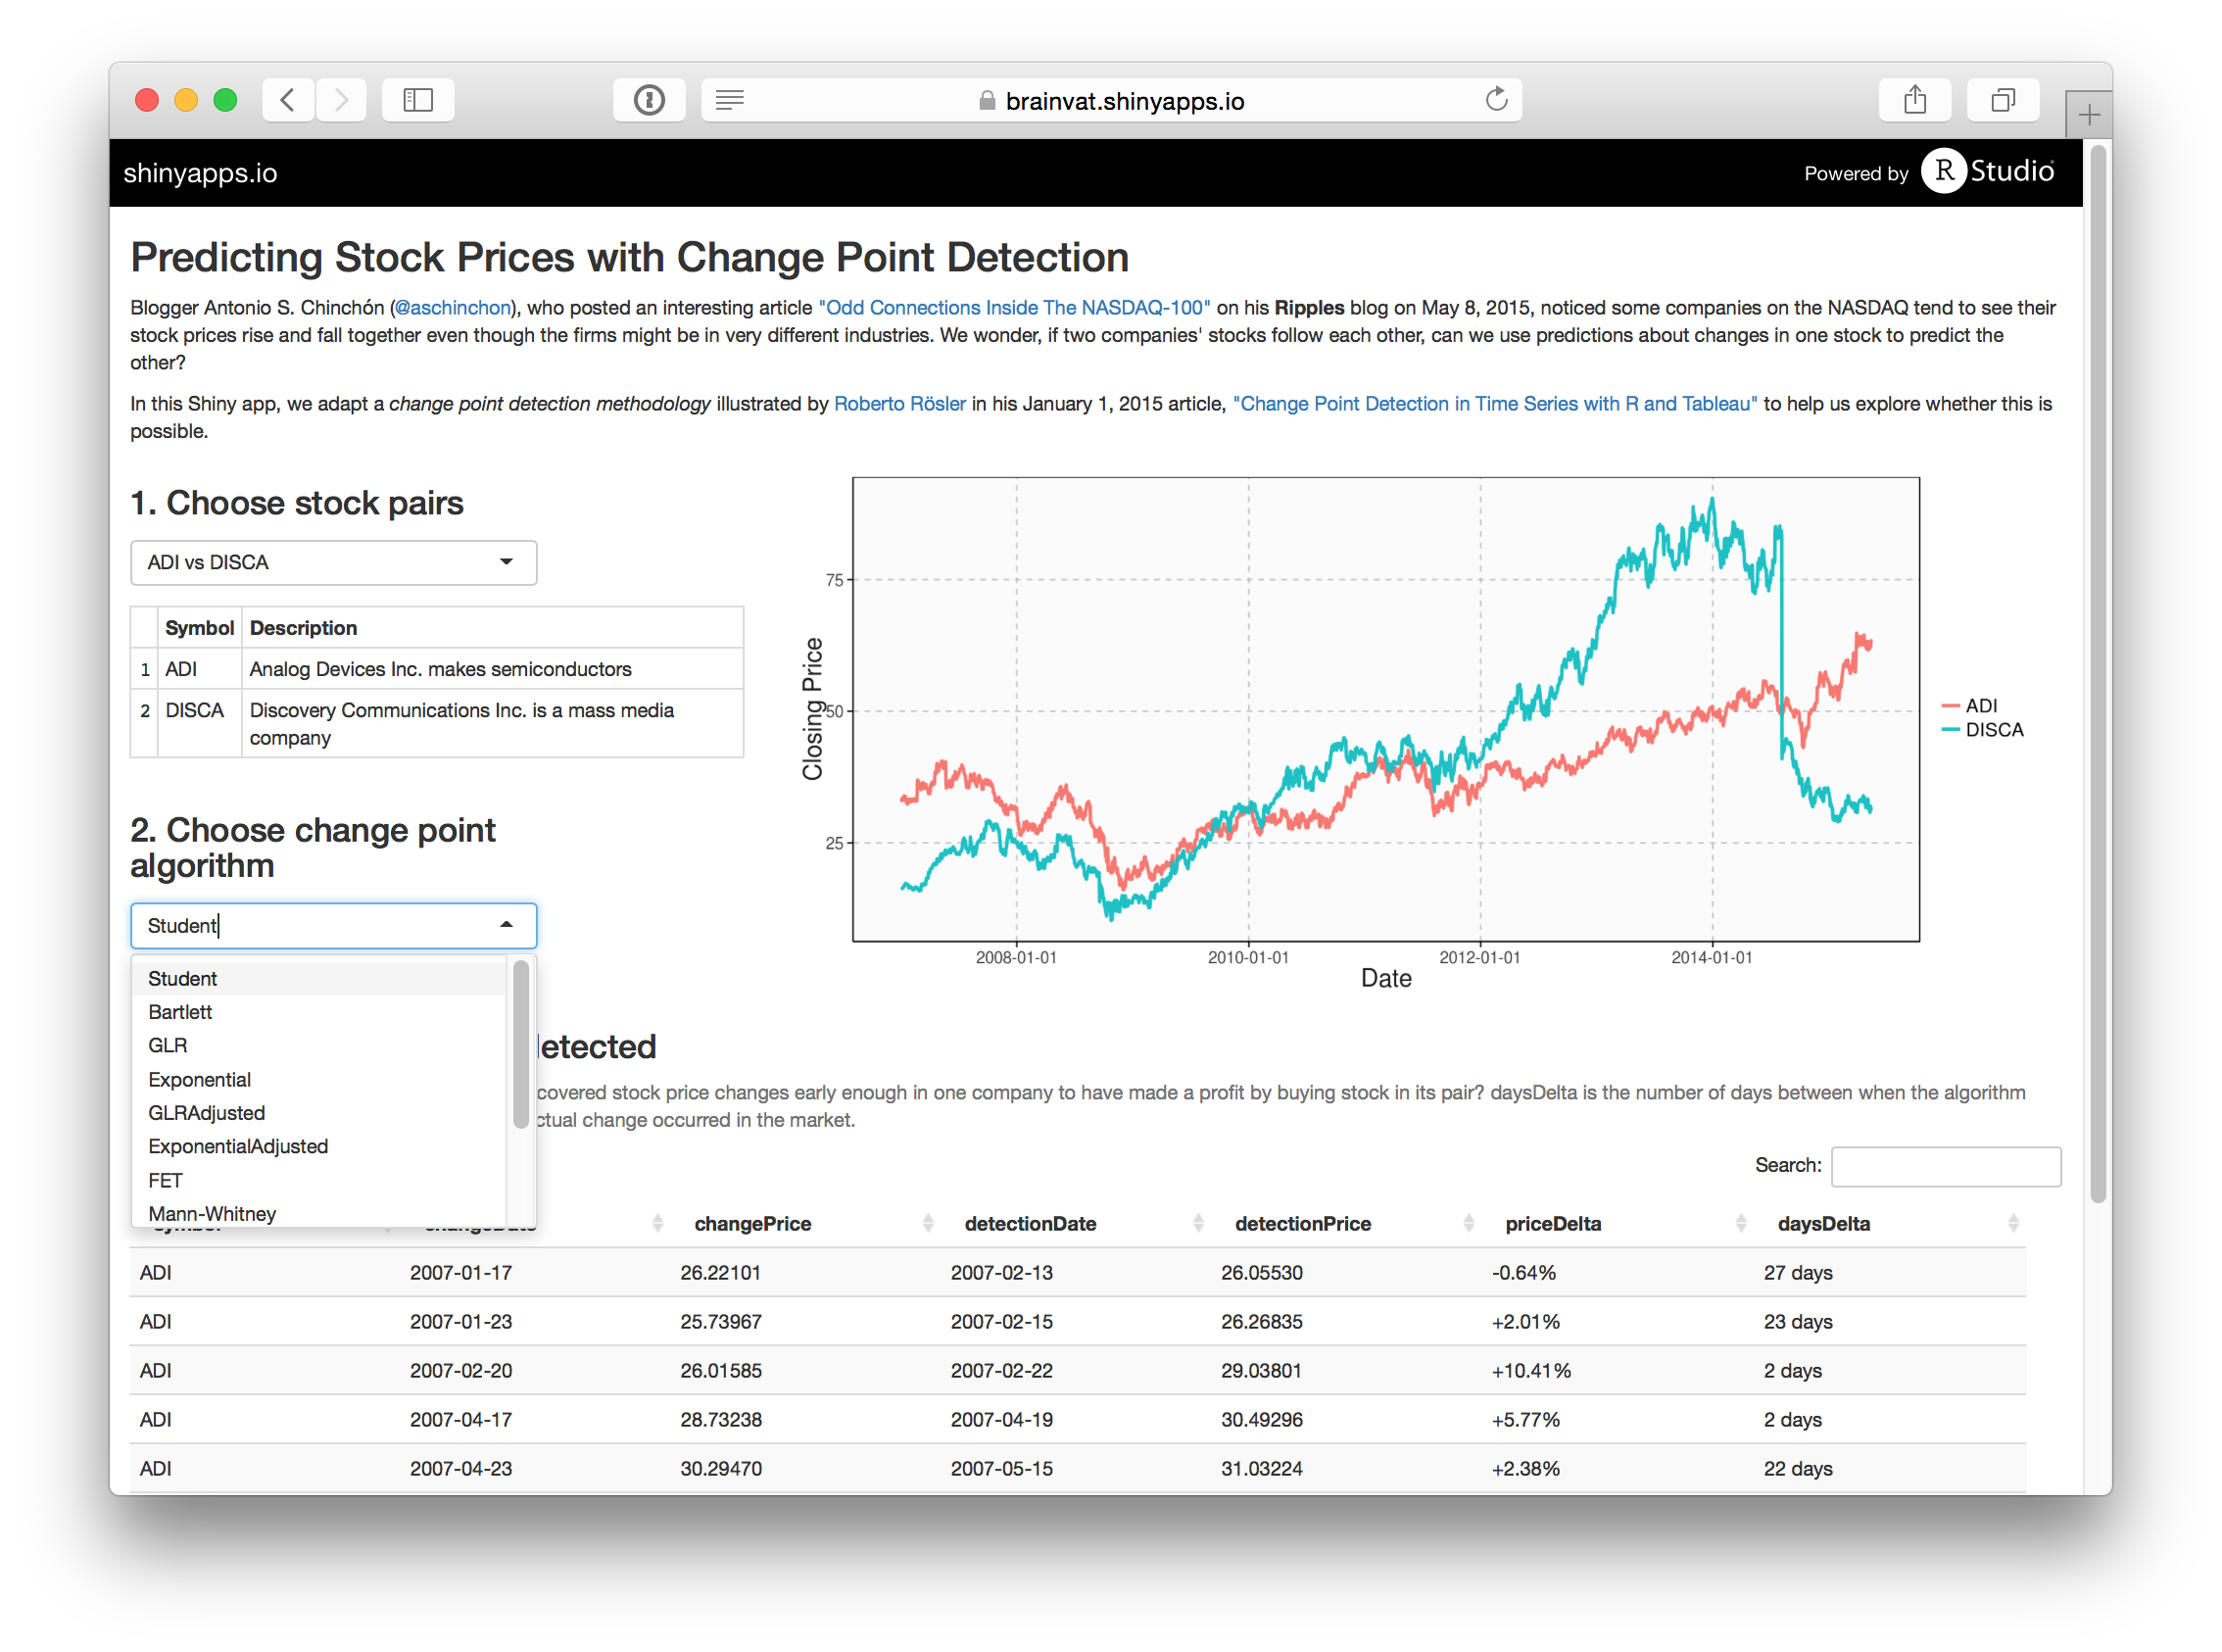 brainvat.shinyapps.io
shinyapps.io
Powered by R Studio
Predicting Stock Prices with Change Point Detection
Blogger Antonio S. Chinchón (@aschinchon), who posted an interesting article "Odd Connections Inside The NASDAQ-100" on his Ripples blog on May 8, 2015, noticed some companies on the NASDAQ tend to see their
stock prices rise and fall together even though the firms might be in very different industries. We wonder, if two companies' stocks follow each other, can we use predictions about changes in one stock to predict the
other?
In this Shiny app, we adapt a change point detection methodology illustrated by Roberto Rösler in his January 1, 2015 article, "Change Point Detection in Time Series with R and Tableau" to help us explore whether this is
possible.
1. Choose stock pairs
ADI vs DISCA
Symbol Description
1 ADI Analog Devices Inc. makes semiconductors
2 DISCA Discovery Communications Inc. is a mass media
company
2. Choose change point
algorithm
Student
Student
Bartlett
GLR
Exponential
GLRAdjusted
ExponentialAdjusted
FET
Mann-Whitney
Closing Price
75
50
25
2008-01-01 2010-01-01 2012-01-01 2014-01-01
Date
ADI
DISCA
etected
covered stock price changes early enough in one company to have made a profit by buying stock in its pair? daysDelta is the number of days between when the algorithm
ctual change occurred in the market.
Search:
changePrice detectionDate detectionPrice priceDelta daysDelta
ADI 2007-01-17 26.22101 2007-02-13 26.05530 -0.64% 27 days
ADI 2007-01-23 25.73967 2007-02-15 26.26835 +2.01% 23 days
ADI 2007-02-20 26.01585 2007-02-22 29.03801 +10.41% 2 days
ADI 2007-04-17 28.73238 2007-04-19 30.49296 +5.77% 2 days
ADI 2007-04-23 30.29470 2007-05-15 31.03224 +2.38% 22 days